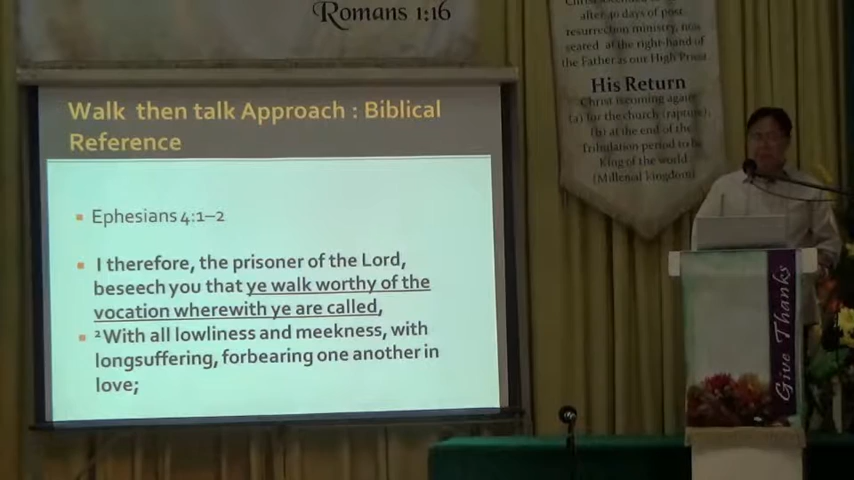 Romans 1:16
after 40 days of post
resurrection ministry, now
seated at the right-hand of
the Father as our High Priest
His Return
Christ is coming again
(a) for the church (rapture)
(b) at the end of the
Tribulation period to be
King of the world
(Millenial kingdom)
Walk then talk Approach : Biblical
Reference
Ephesians 4:1–2
I therefore, the prisoner of the Lord,
beseech you that ye walk worthy of the
vocation wherewith ye are called,
²With all lowliness and meekness, with
longsuffering, forbearing one another in
love;
Give Thanks